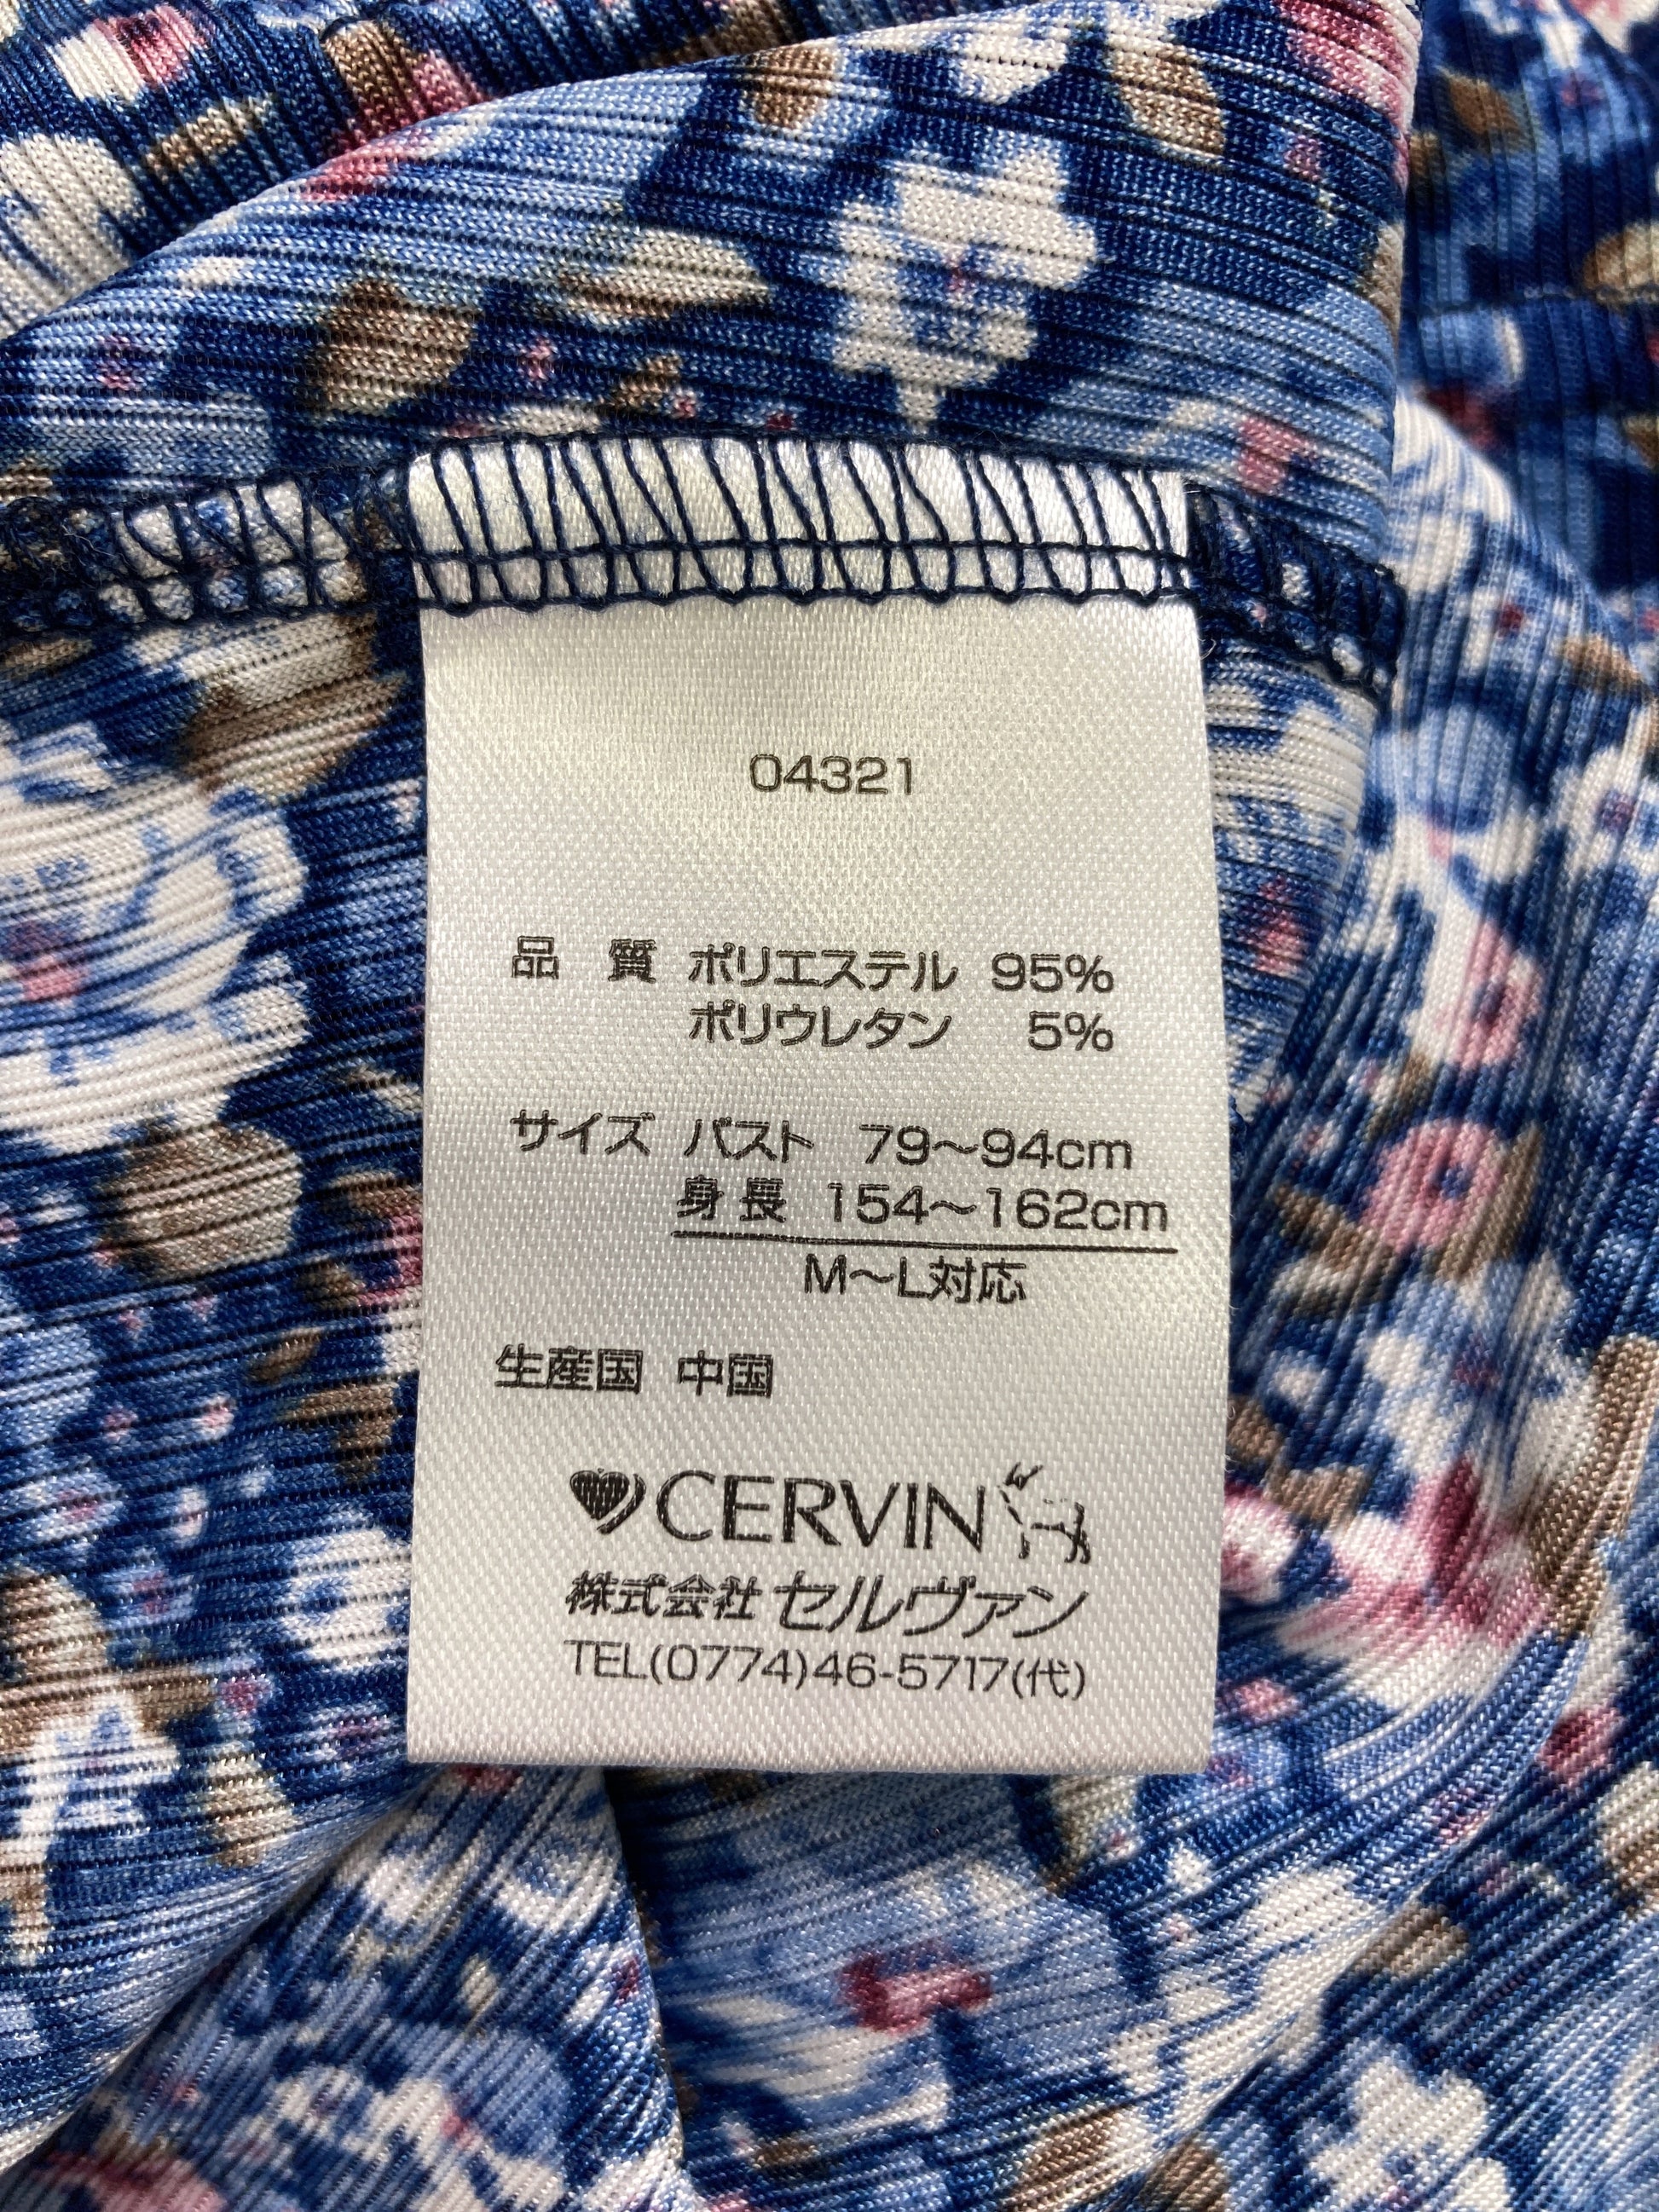 04321
品 質 ポリエステル 95%
ポリウレタン 5%
サイズ バスト 79~94cm
身長 154~162cm
M~L対応
生産国 中国
CERVIN
株式会社 セルヴァン
TEL(0774)46-5717(代)